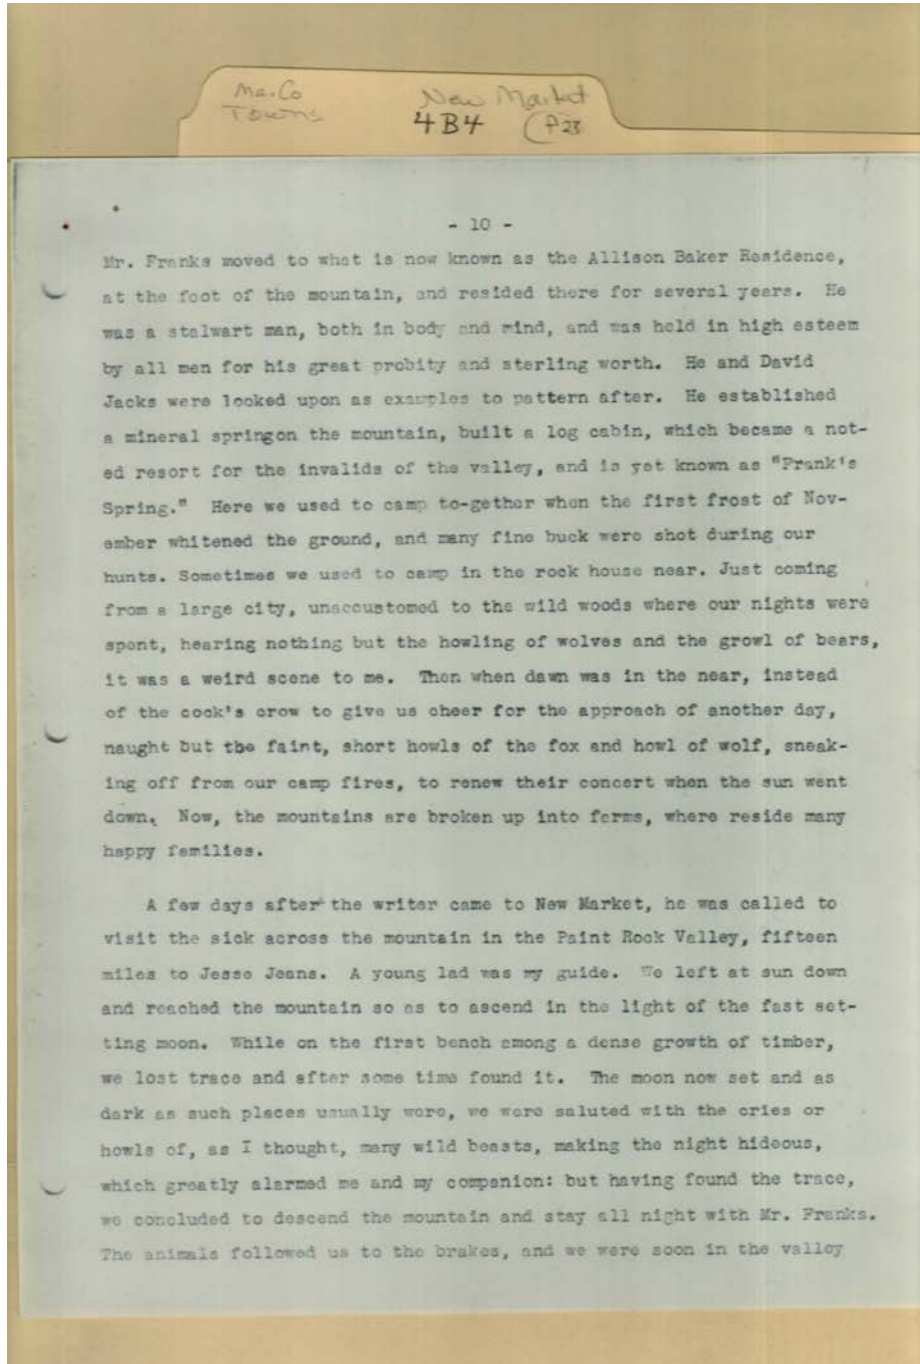 Ma.Co
Towns
New Market
4B4 (P23
- 10 -
Mr. Franks moved to what is now known as the Allison Baker Residence,
at the foot of the mountain, and resided there for several years. He
was a stalwart man, both in body and mind, and was held in high esteem
by all men for his great probity and sterling worth. He and David
Jacks were looked upon as examples to pattern after. He established
a mineral springon the mountain, built a log cabin, which became a not-
ed resort for the invalids of the valley, and is yet known as "Frank's
Spring." Here we used to camp to-gether when the first frost of Nov-
ember whitened the ground, and many fine buck were shot during our
hunts. Sometimes we used to camp in the rock house near. Just coming
from a large city, unaccustomed to the wild woods where our nights were
spent, hearing nothing but the howling of wolves and the growl of bears,
it was a weird scene to me. Then when dawn was in the near, instead
of the cock's crow to give us cheer for the approach of another day,
naught but the faint, short howls of the fox and howl of wolf, sneak-
ing off from our camp fires, to renew their concert when the sun went
down. Now, the mountains are broken up into farms, where reside many
happy families.
A few days after the writer came to New Market, he was called to
visit the sick across the mountain in the Paint Rock Valley, fifteen
miles to Jesse Jeans. A young lad was my guide. We left at sun down
and reached the mountain so as to ascend in the light of the fast set-
ting moon. While on the first bench among a dense growth of timber,
we lost trace and after some time found it. The moon now set and as
dark as such places usually were, we were saluted with the cries or
howls of, as I thought, many wild beasts, making the night hideous,
which greatly alarmed me and my companion: but having found the trace,
we concluded to descend the mountain and stay all night with Mr. Franks.
The animals followed us to the brakes, and we were soon in the valley